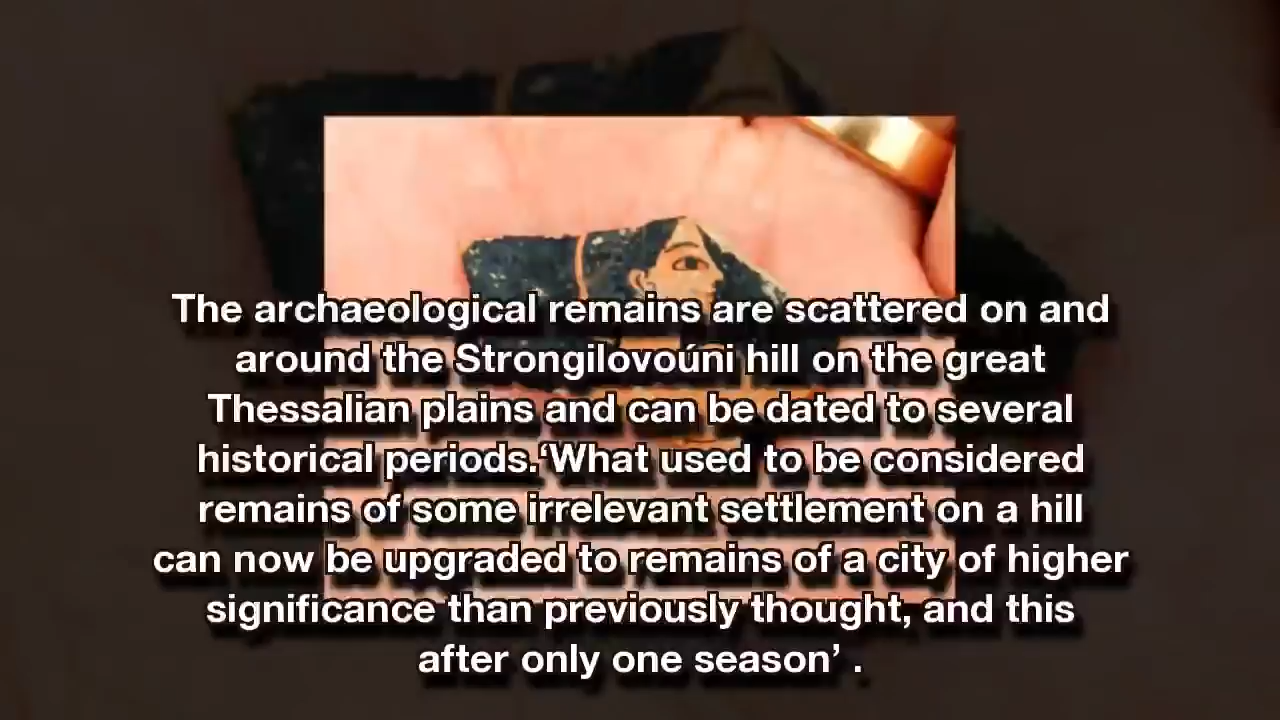 The archaeological remains are scattered on and
around the Strongilovoúni hill on the great
Thessalian plains and can be dated to several
historical periods.‘What used to be considered
remains of some irrelevant settlement on a hill
can now be upgraded to remains of a city of higher
significance than previously thought, and this
after only one season’ .